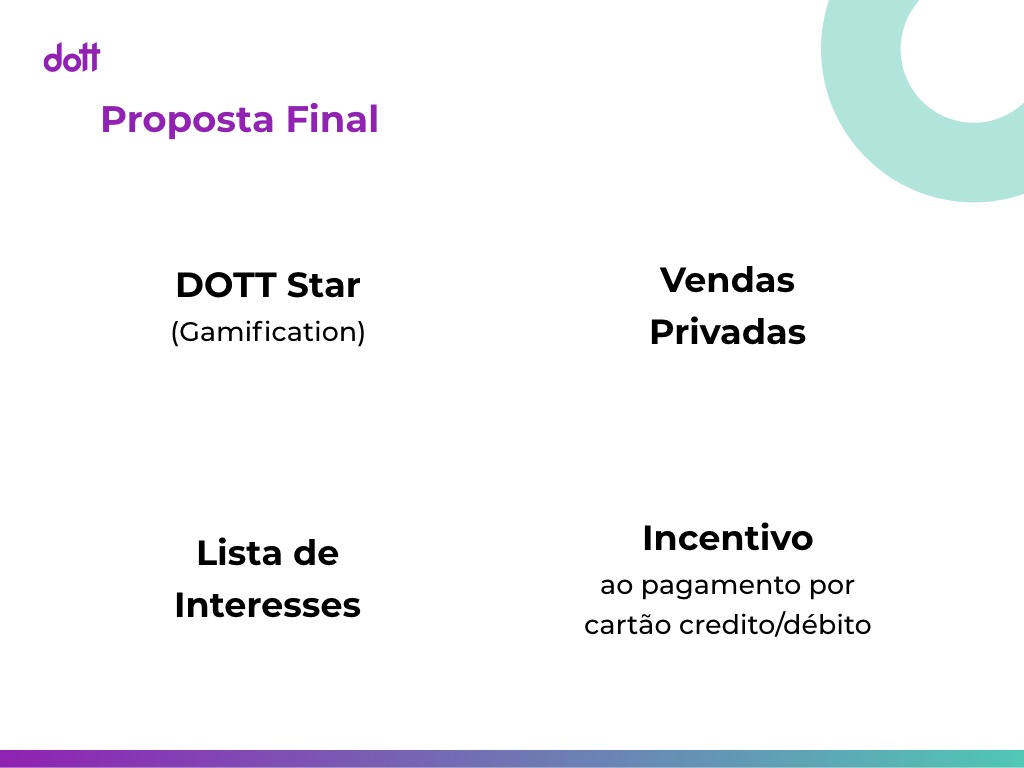 dott
Proposta Final
DOTT Star
(Gamification)
Vendas
Privadas
Lista de
Interesses
Incentivo
ao pagamento por
cartão credito/débito